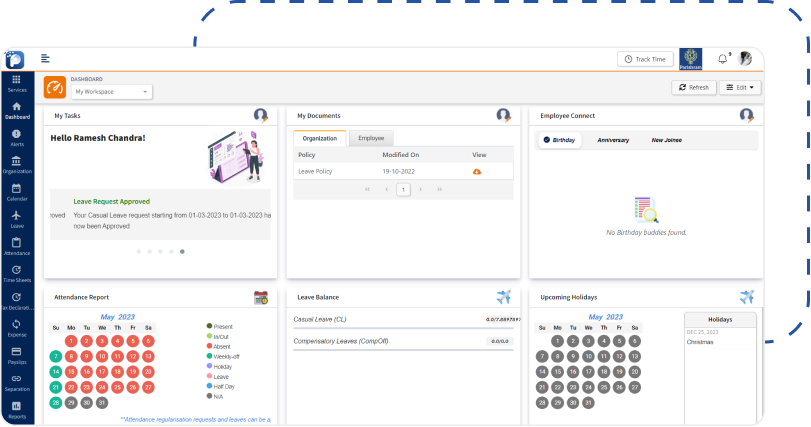 Track Time
9
Services
DASHBOARD
My Workspace
Refresh
Edit
Dashboard
Alerts
Organization
Calendar
Leave
Attendance
Time Sheets
ax Declarati...
Expense
Payslips
Separation
Reports
My Tasks
Hello Ramesh Chandra!
Leave Request Approved
roved Your Casual Leave request starting from 01-03-2023 to 01-03-2023 ha
now been Approved
My Documents
Organization Employee
Policy Modified On View
Leave Policy 19-10-2022
1
Employee Connect
Birthday Anniversary New Joinee
No Birthday buddies found.
Attendance Report
May 2023
Su Mo Tu We Th Fr Sa
1 2 3 4 5 6
7 8 9 10 11 12 13
14 15 16 17 18 19 20
21 22 23 24 25 26 27
28 29 30 31
Present
In/Out
Absent
Weekly-off
Holiday
Leave
Half Day
N/A
**Attendance regularisation requests and leaves can be a
Leave Balance
Casual Leave (CL)
Compensatory Leaves (CompOff) 0.0/0.0
Upcoming Holidays
May 2023
Su Mo Tu We Th Fr Sa
1 2 3 4 5 6
7 8 9 10 11 12 13
14 15 16 17 18 19 20
21 22 23 24 25 26 27
28 29 30 31
Holidays
DEC 25, 2023
Christmas